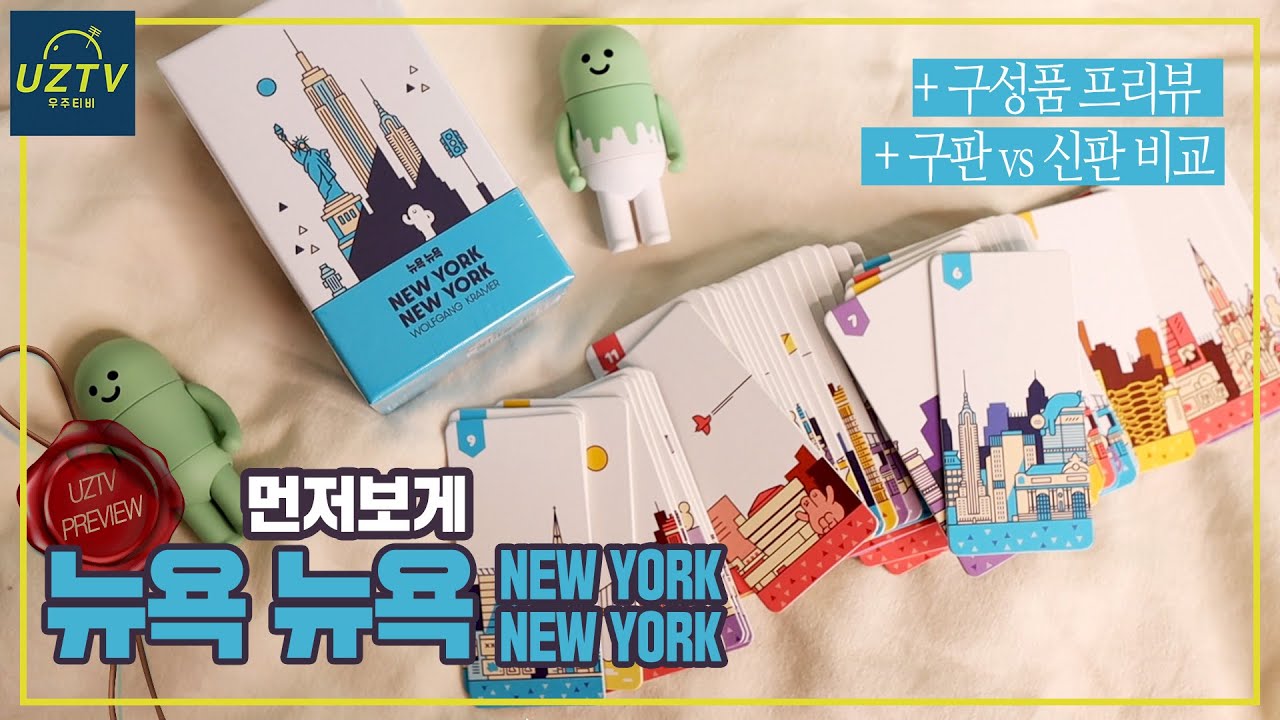 UZTV
우주티비
+ 구성품 프리뷰
+ 구판 vs 신판 비교
뉴욕 뉴욕
NEW YORK
NEW YORK
WOLFGANG KRAMER
6
7
11
9
UZTV
PREVIEW
먼저보게
뉴욕 뉴욕
NEW YORK
NEW YORK